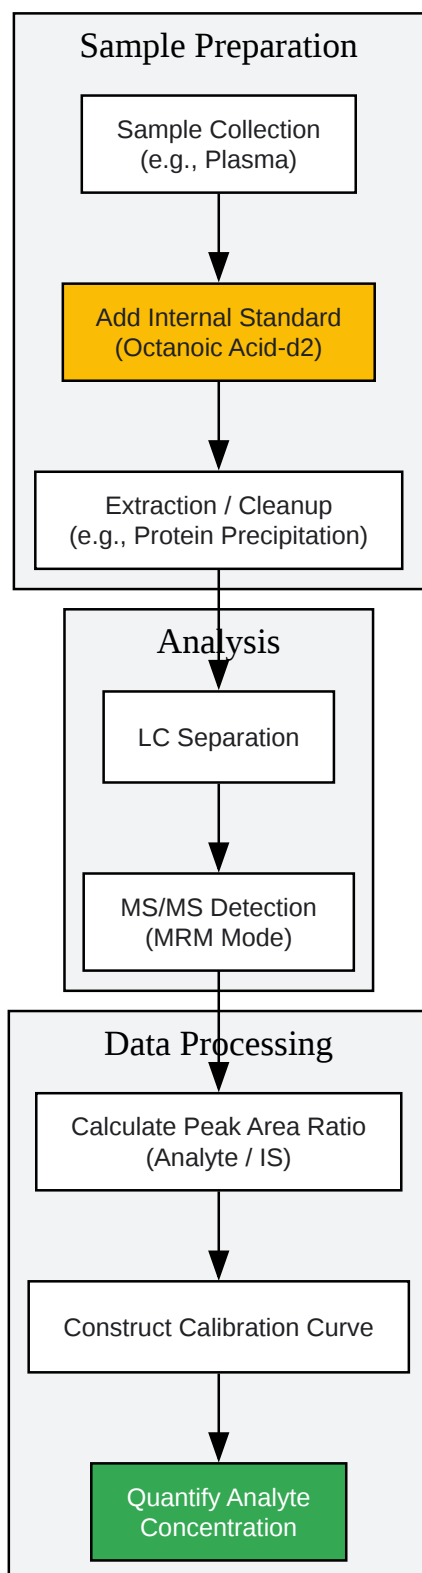 Sample Preparation
Sample Collection
(e.g., Plasma)
Add Internal Standard
(Octanoic Acid-d2)
Extraction / Cleanup
(e.g., Protein Precipitation)
Analysis
LC Separation
MS/MS Detection
(MRM Mode)
Data Processing
Calculate Peak Area Ratio
(Analyte / IS)
Construct Calibration Curve
Quantify Analyte
Concentration